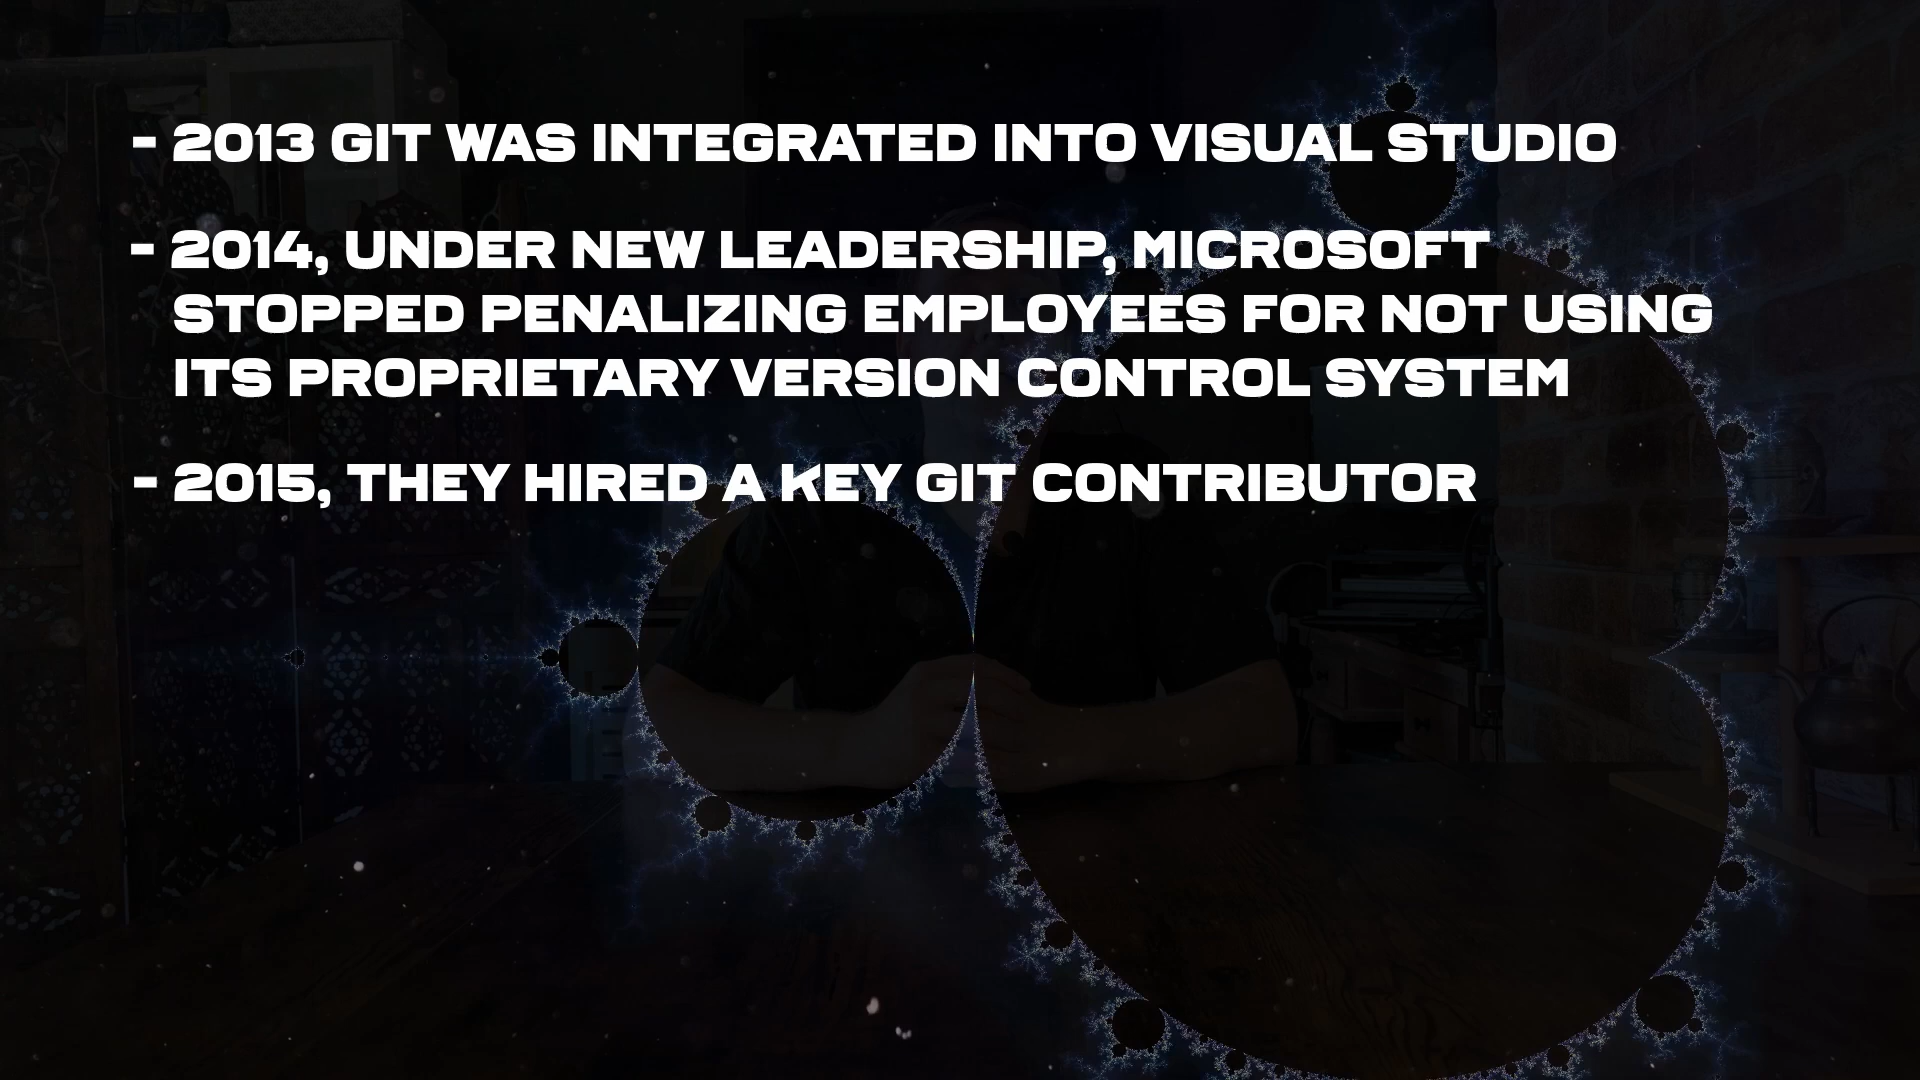 - 2013 GIT WAS INTEGRATED INTO VISUAL STUDIO
- 2014, UNDER NEW LEADERSHIP, MICROSOFT
STOPPED PENALIZING EMPLOYEES FOR NOT USING
ITS PROPRIETARY VERSION CONTROL SYSTEM
- 2015, THEY HIRED A KEY GIT CONTRIBUTOR